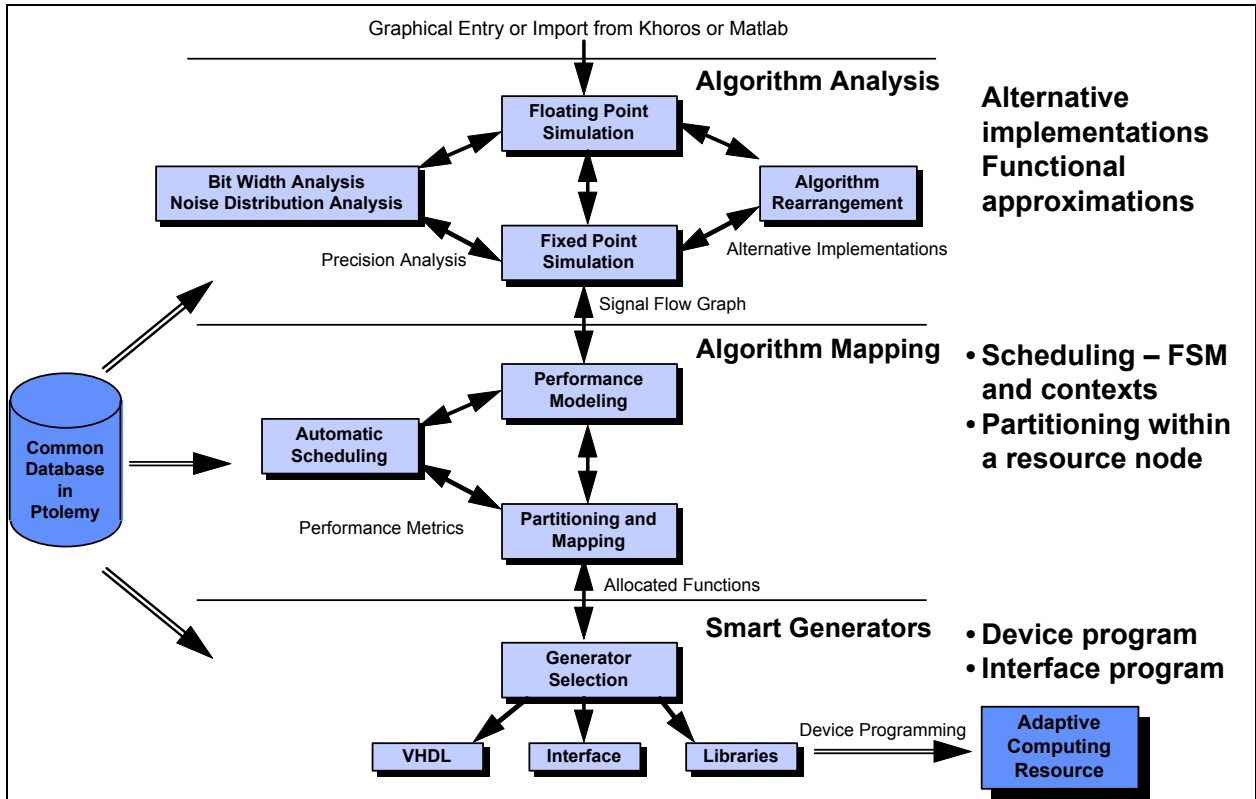 Graphical Entry or Import from Khoros or Matlab
Algorithm Analysis
Alternative
implementations
Functional
approximations
Floating Point
Simulation
Bit Width Analysis
Noise Distribution Analysis
Algorithm
Rearrangement
Precision Analysis
Fixed Point
Simulation
Alternative Implementations
Signal Flow Graph
Algorithm Mapping
• Scheduling – FSM
and contexts
• Partitioning within
a resource node
Performance
Modeling
Automatic
Scheduling
Common
Database
in
Ptolemy
Performance Metrics
Partitioning and
Mapping
Allocated Functions
Smart Generators
• Device program
• Interface program
Generator
Selection
VHDL
Interface
Libraries
Device Programming
Adaptive
Computing
Resource